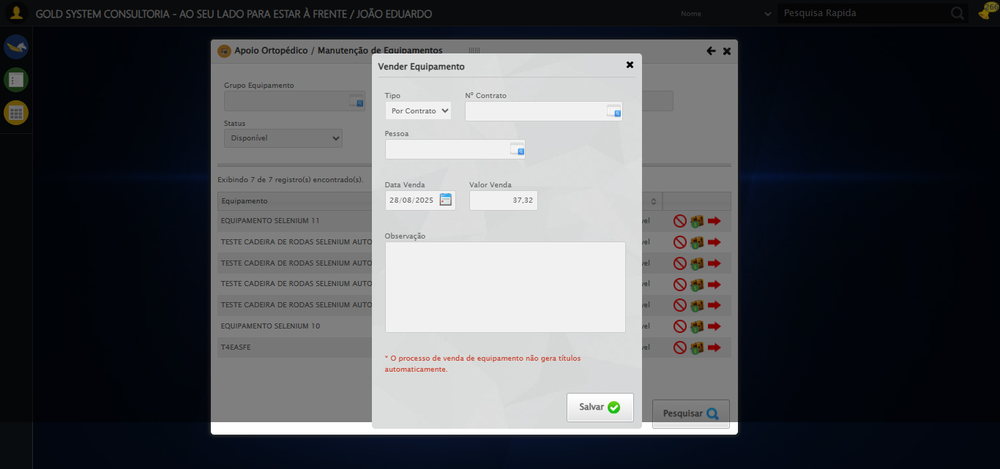 GOLD SYSTEM CONSULTORIA - AO SEU LADO PARA ESTAR À FRENTE / JOÃO EDUARDO
Nome
Pesquisa Rapida
266
Apoio Ortopédico / Manutenção de Equipamentos
Vender Equipamento
Grupo Equipamento
Tipo
Nº Contrato
Por Contrato
Status
Disponível
Pessoa
Exibindo 7 de 7 registro(s) encontrado(s).
Data Venda
Valor Venda
28/08/2025
37,32
Equipamento
EQUIPAMENTO SELENIUM 11
vel
TESTE CADEIRA DE RODAS SELENIUM AUTO
vel
TESTE CADEIRA DE RODAS SELENIUM AUTO
vel
TESTE CADEIRA DE RODAS SELENIUM AUTO
vel
TESTE CADEIRA DE RODAS SELENIUM AUTO
vel
EQUIPAMENTO SELENIUM 10
vel
T4EASFE
vel
Observação
* O processo de venda de equipamento não gera títulos
automaticamente.
Salvar
Pesquisar